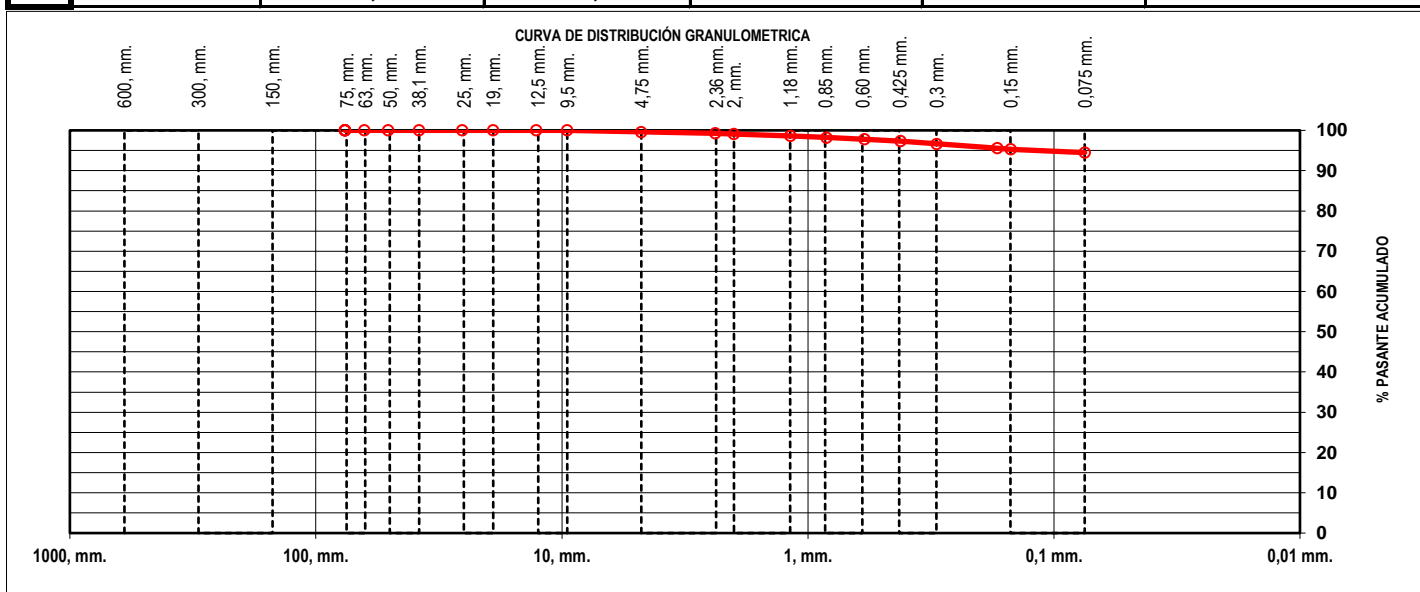 CURVA DE DISTRIBUCIÓN GRANULOMETRICA
600, mm.
300, mm.
150, mm.
75, mm.
63, mm.
50, mm.
38,1 mm.
25, mm.
19, mm.
12,5 mm.
9,5 mm.
4,75 mm.
2,36 mm.
2, mm.
1,18 mm.
0,85 mm.
0,60 mm.
0,425 mm.
0,3 mm.
0,15 mm.
0,075 mm.
100
90
80
70
60
50
40
30
20
10
0
% PASANTE ACUMULADO
1000, mm.
100, mm.
10, mm.
1, mm.
0,1 mm.
0,01 mm.